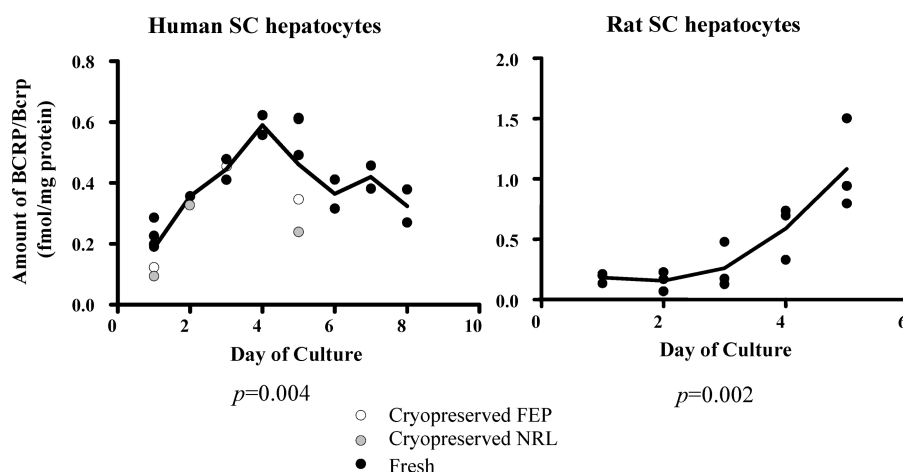 Human SC hepatocytes
Amount of BCRP/Bcrp
(fmol/mg protein)
0.8
0.6
0.4
0.2
0.0
0 2 4 6 8 10
Day of Culture
p=0.004
Rat SC hepatocytes
2.0
1.5
1.0
0.5
0.0
0 2 4 6
Day of Culture
p=0.002
Cryopreserved FEP
Cryopreserved NRL
Fresh